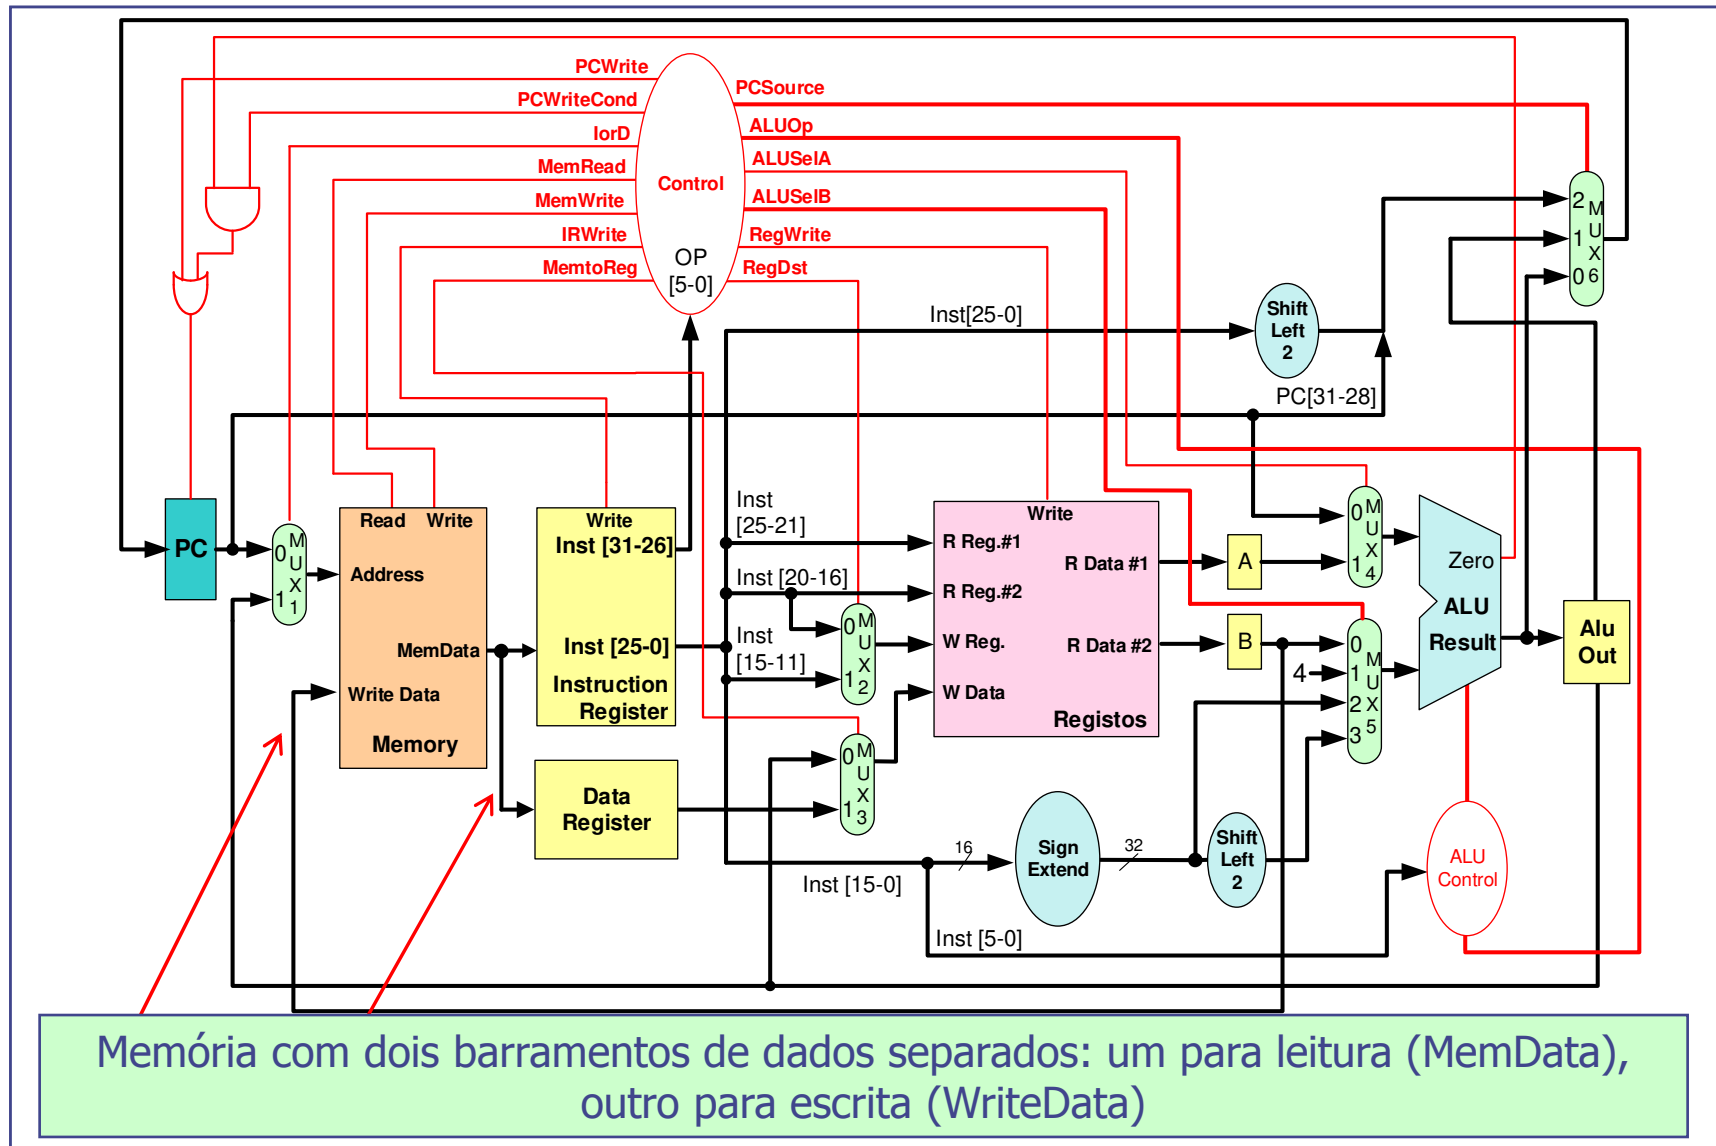 PCWrite
PCWriteCond
IorD
MemRead
MemWrite
IRWrite
MemtoReg
Control
OP
[5-0]
PCSource
ALUOp
ALUSelA
ALUSelB
RegWrite
RegDst
Inst[25-0]
Shift
Left
2
PC[31-28]
2
1
0
M
U
X
6
PC
0
1
M
U
X
1
Read Write
Address
MemData
Write Data
Memory
Write
Inst [31-26]
Inst [25-0]
Instruction
Register
Data
Register
Inst
[25-21]
Inst [20-16]
Inst
[15-11]
0
1
M
U
X
2
0
1
M
U
X
3
Write
R Reg.#1
R Reg.#2
W Reg.
W Data
R Data #1
R Data #2
Registos
A
B
4
0
1
M
U
X
4
0
1
2
3
M
U
X
5
Zero
ALU
Result
Alu
Out
Inst [15-0]
16
Sign
Extend
32
Shift
Left
2
Inst [5-0]
ALU
Control
Memória com dois barramentos de dados separados: um para leitura (MemData),
outro para escrita (WriteData)